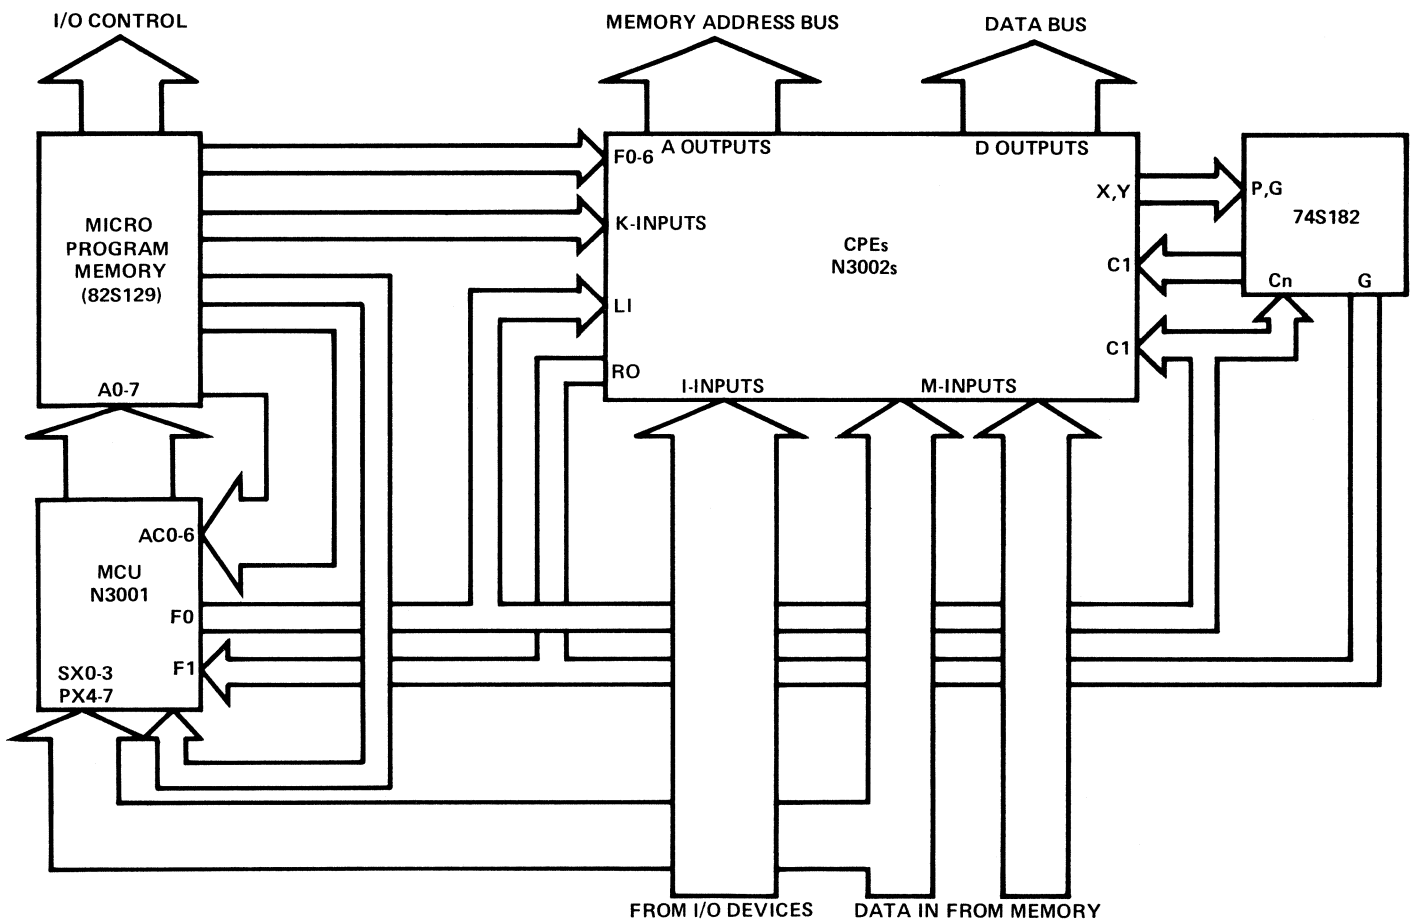 I/O CONTROL
MEMORY ADDRESS BUS
DATA BUS
MICRO
PROGRAM
MEMORY
(82S129)
A0-7
F0-6
A OUTPUTS
D OUTPUTS
K-INPUTS
X,Y
CPEs
N3002s
C1
LI
C1
RO
I-INPUTS
M-INPUTS
P,G
74S182
Cn
G
AC0-6
MCU
N3001
F0
F1
SX0-3
PX4-7
FROM I/O DEVICES
DATA IN FROM MEMORY